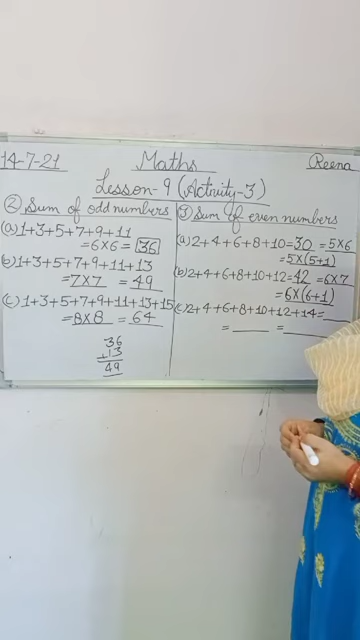 14-7-21 Maths Reena
Lesson-9 (Activity-3)
② Sum of odd numbers
(a) 1+3+5+7+9+11
=6×6 = 36
(b) 1+3+5+7+9+11+13
=7×7 = 49
(c) 1+3+5+7+9+11+13+15
=8×8 = 64
36
+13
49
③ Sum of even numbers
(a) 2+4+6+8+10=30=5×6
=5×(5+1)
(b) 2+4+6+8+10+12=42=6×7
=6×(6+1)
(c) 2+4+6+8+10+12+14=____
=____ =____